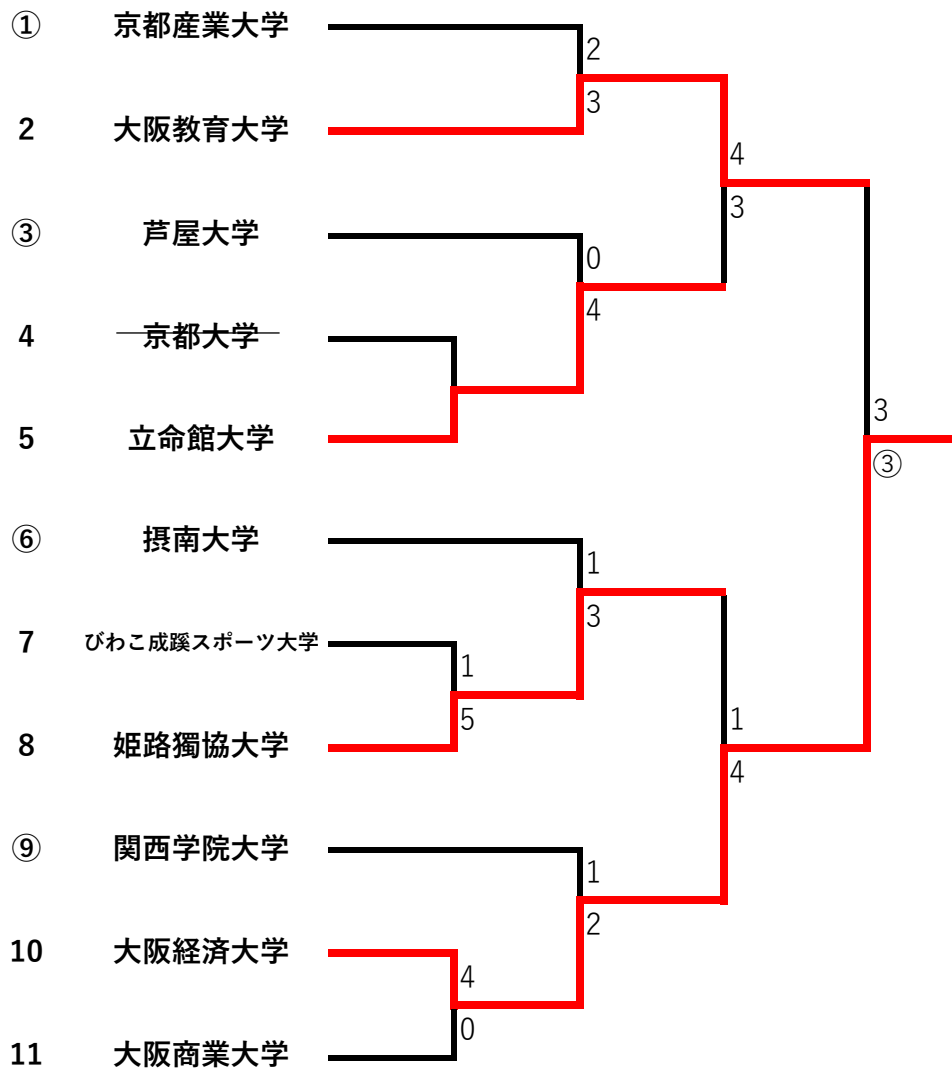 ① 京都産業大学
2
2 大阪教育大学
3
4
③ 芦屋大学
3
0
4 京都大学
4
5 立命館大学
3
③
⑥ 摂南大学
1
7 びわこ成蹊スポーツ大学
3
1
8 姫路獨協大学
5
1
4
⑨ 関西学院大学
1
10 大阪経済大学
2
4
11 大阪商業大学
0